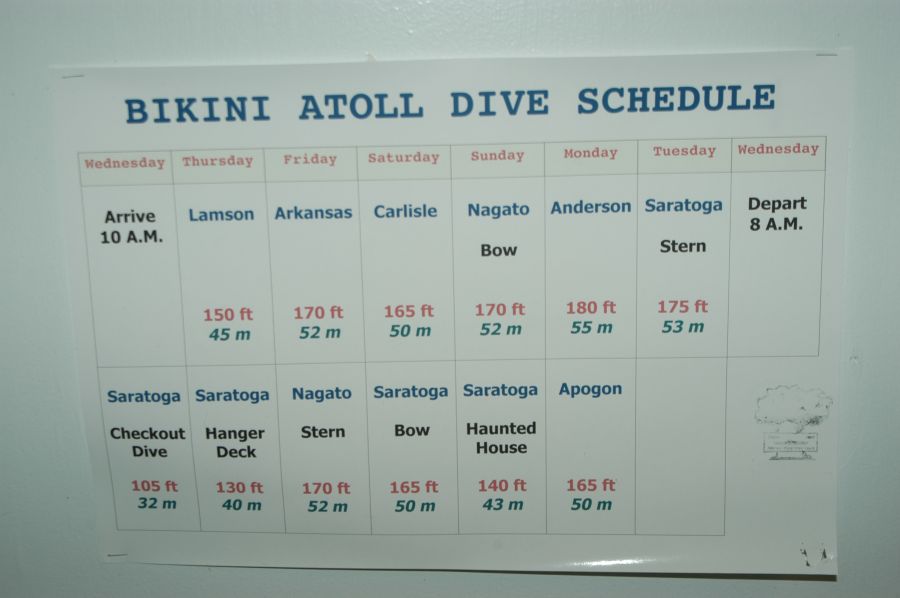 BIKINI ATOLL DIVE SCHEDULE
Wednesday Thursday Friday Saturday Sunday Monday Tuesday Wednesday
Arrive Lamson Arkansas Carlisle Nagato Anderson Saratoga Depart
10 A.M. 8 A.M.
Bow Stern
150 ft 170 ft 165 ft 170 ft 180 ft 175 ft
45 m 52 m 50 m 52 m 55 m 53 m
Saratoga Saratoga Nagato Saratoga Saratoga Apogon
Checkout Hanger Stern Bow Haunted
Dive Deck House
105 ft 130 ft 170 ft 165 ft 140 ft 165 ft
32 m 40 m 52 m 50 m 43 m 50 m